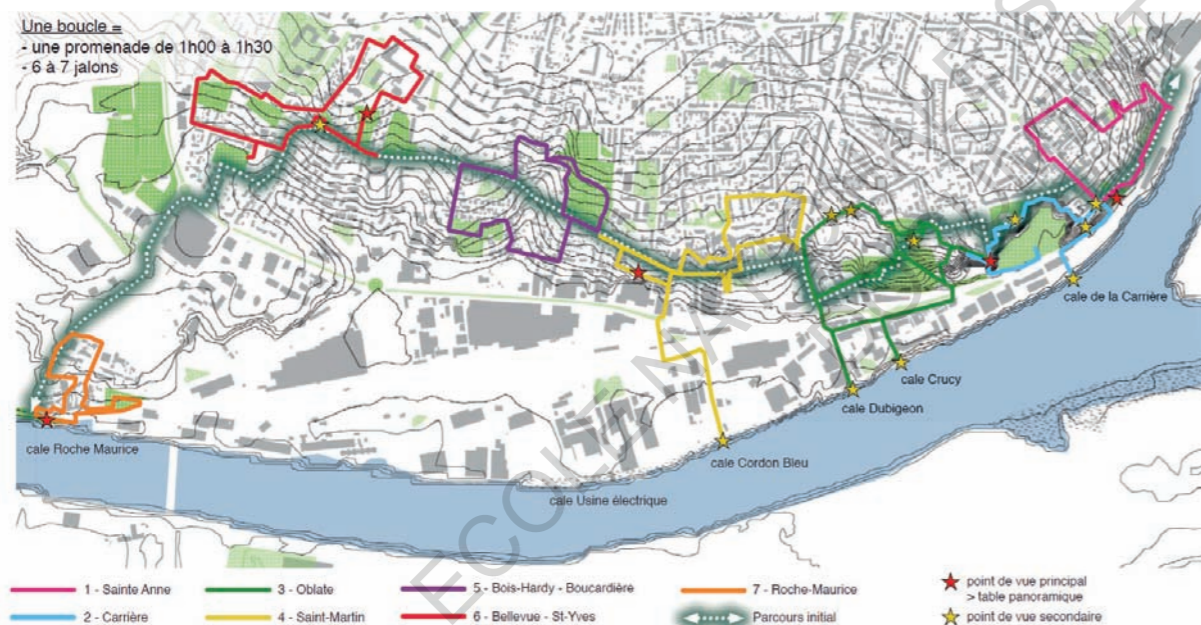 Une boucle =
- une promenade de 1h00 à 1h30
- 6 à 7 jalons
cale de la Carrière
cale Crucy
cale Dubigeon
cale Roche Maurice
cale Cordon Bleu
cale Usine électrique
1 - Sainte Anne
3 - Oblate
5 - Bois-Hardy - Boucardière
7 - Roche-Maurice
point de vue principal
> table panoramique
2 - Carrière
4 - Saint-Martin
6 - Bellevue - St-Yves
Parcours initial
point de vue secondaire